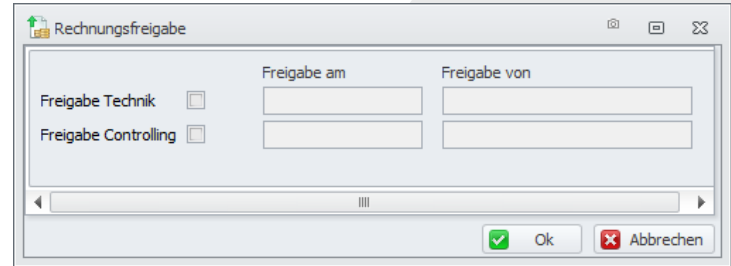 Rechnungsfreigabe
Freigabe am Freigabe von
Freigabe Technik
Freigabe Controlling
Ok Abbrechen